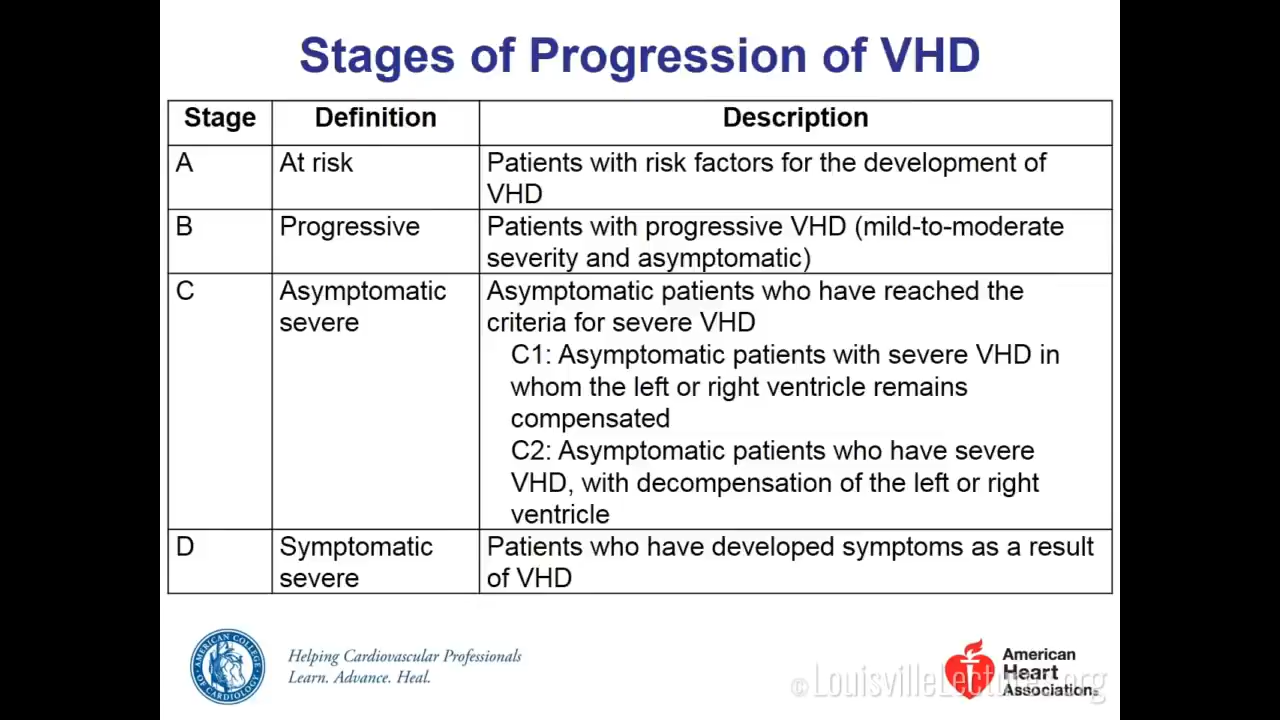 Stages of Progression of VHD
Stage Definition Description
A At risk Patients with risk factors for the development of
VHD
B Progressive Patients with progressive VHD (mild-to-moderate
severity and asymptomatic)
C Asymptomatic Asymptomatic patients who have reached the
severe criteria for severe VHD
C1: Asymptomatic patients with severe VHD in
whom the left or right ventricle remains
compensated
C2: Asymptomatic patients who have severe
VHD, with decompensation of the left or right
ventricle
D Symptomatic Patients who have developed symptoms as a result
severe of VHD
AMERICAN COLLEGE of CARDIOLOGY
Helping Cardiovascular Professionals
Learn. Advance. Heal.
American
Heart
Association®